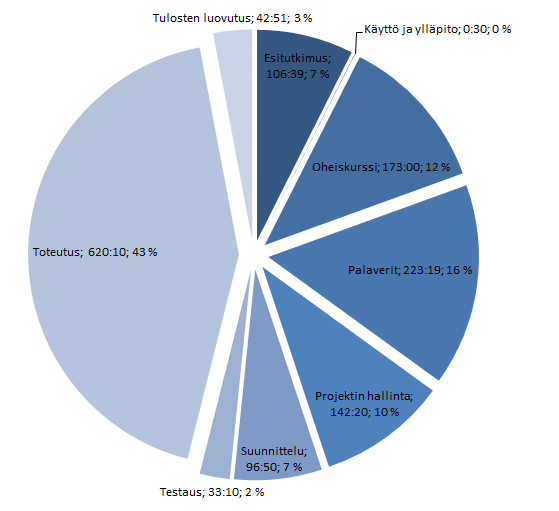 Tulosten luovutus; 42:51; 3 %
Käyttö ja ylläpito; 0:30; 0 %
Esitutkimus;
106:39; 7 %
Oheiskurssi; 173:00; 12 %
Toteutus; 620:10; 43 %
Palaverit; 223:19; 16 %
Projektin hallinta;
142:20; 10 %
Suunnittelu;
96:50; 7 %
Testaus; 33:10; 2 %